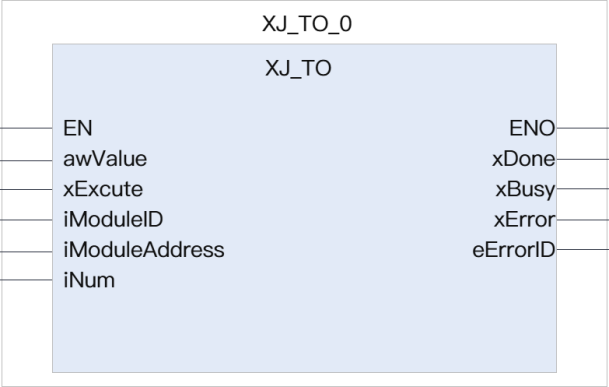 XJ_TO_0
XJ_TO
EN ENO
awValue xDone
xExcute xBusy
iModuleID xError
iModuleAddress eErrorID
iNum